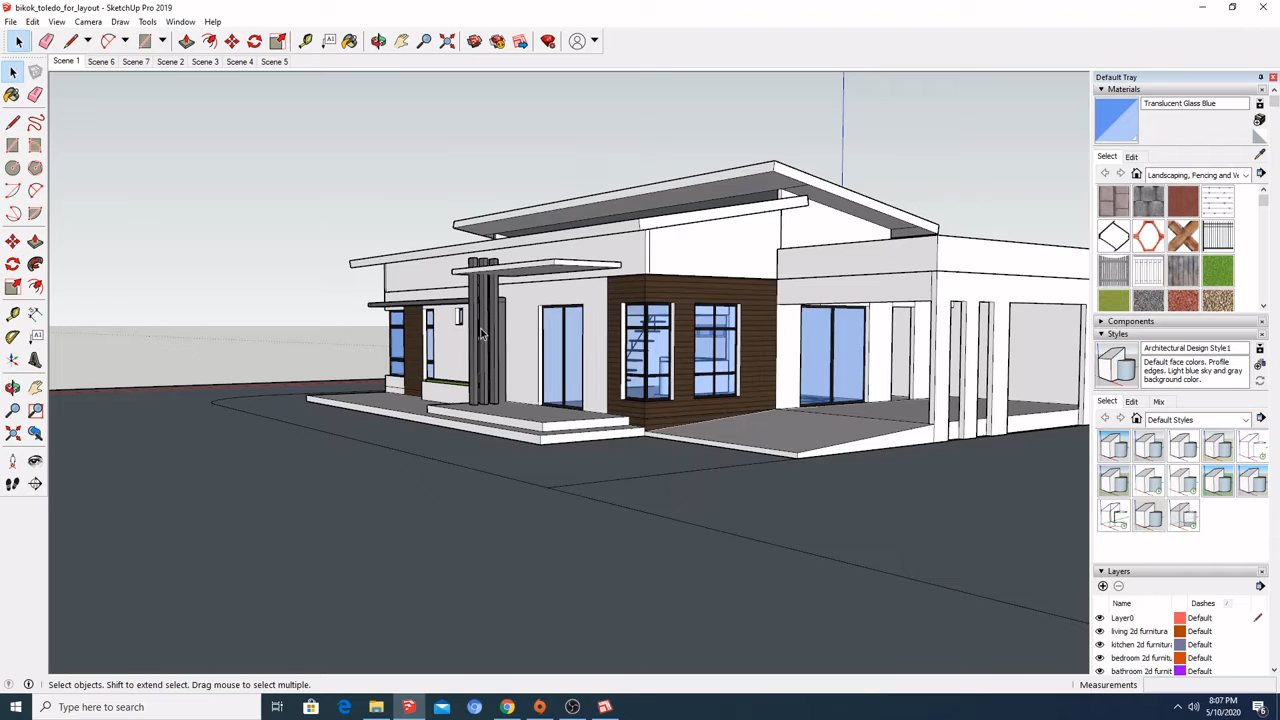 bikok_toledo_for_layout - SketchUp Pro 2019
File Edit View Camera Draw Tools Window Help
Scene 1 Scene 6 Scene 7 Scene 2 Scene 3 Scene 4 Scene 5
Default Tray
Materials
Translucent Glass Blue
Select Edit
Landscaping, Fencing and Ve
Components
Styles
Architectural Design Style1
Default face colors. Profile
edges. Light blue sky and gray
background color.
Select Edit Mix
Default Styles
Layers
Name Dashes
Layer0 Default
living 2d furnitura Default
kitchen 2d furnitura Default
bedroom 2d furnitu Default
bathroom 2d furnit Default
Select objects. Shift to extend select. Drag mouse to select multiple.
Measurements
Type here to search
8:07 PM
5/10/2020